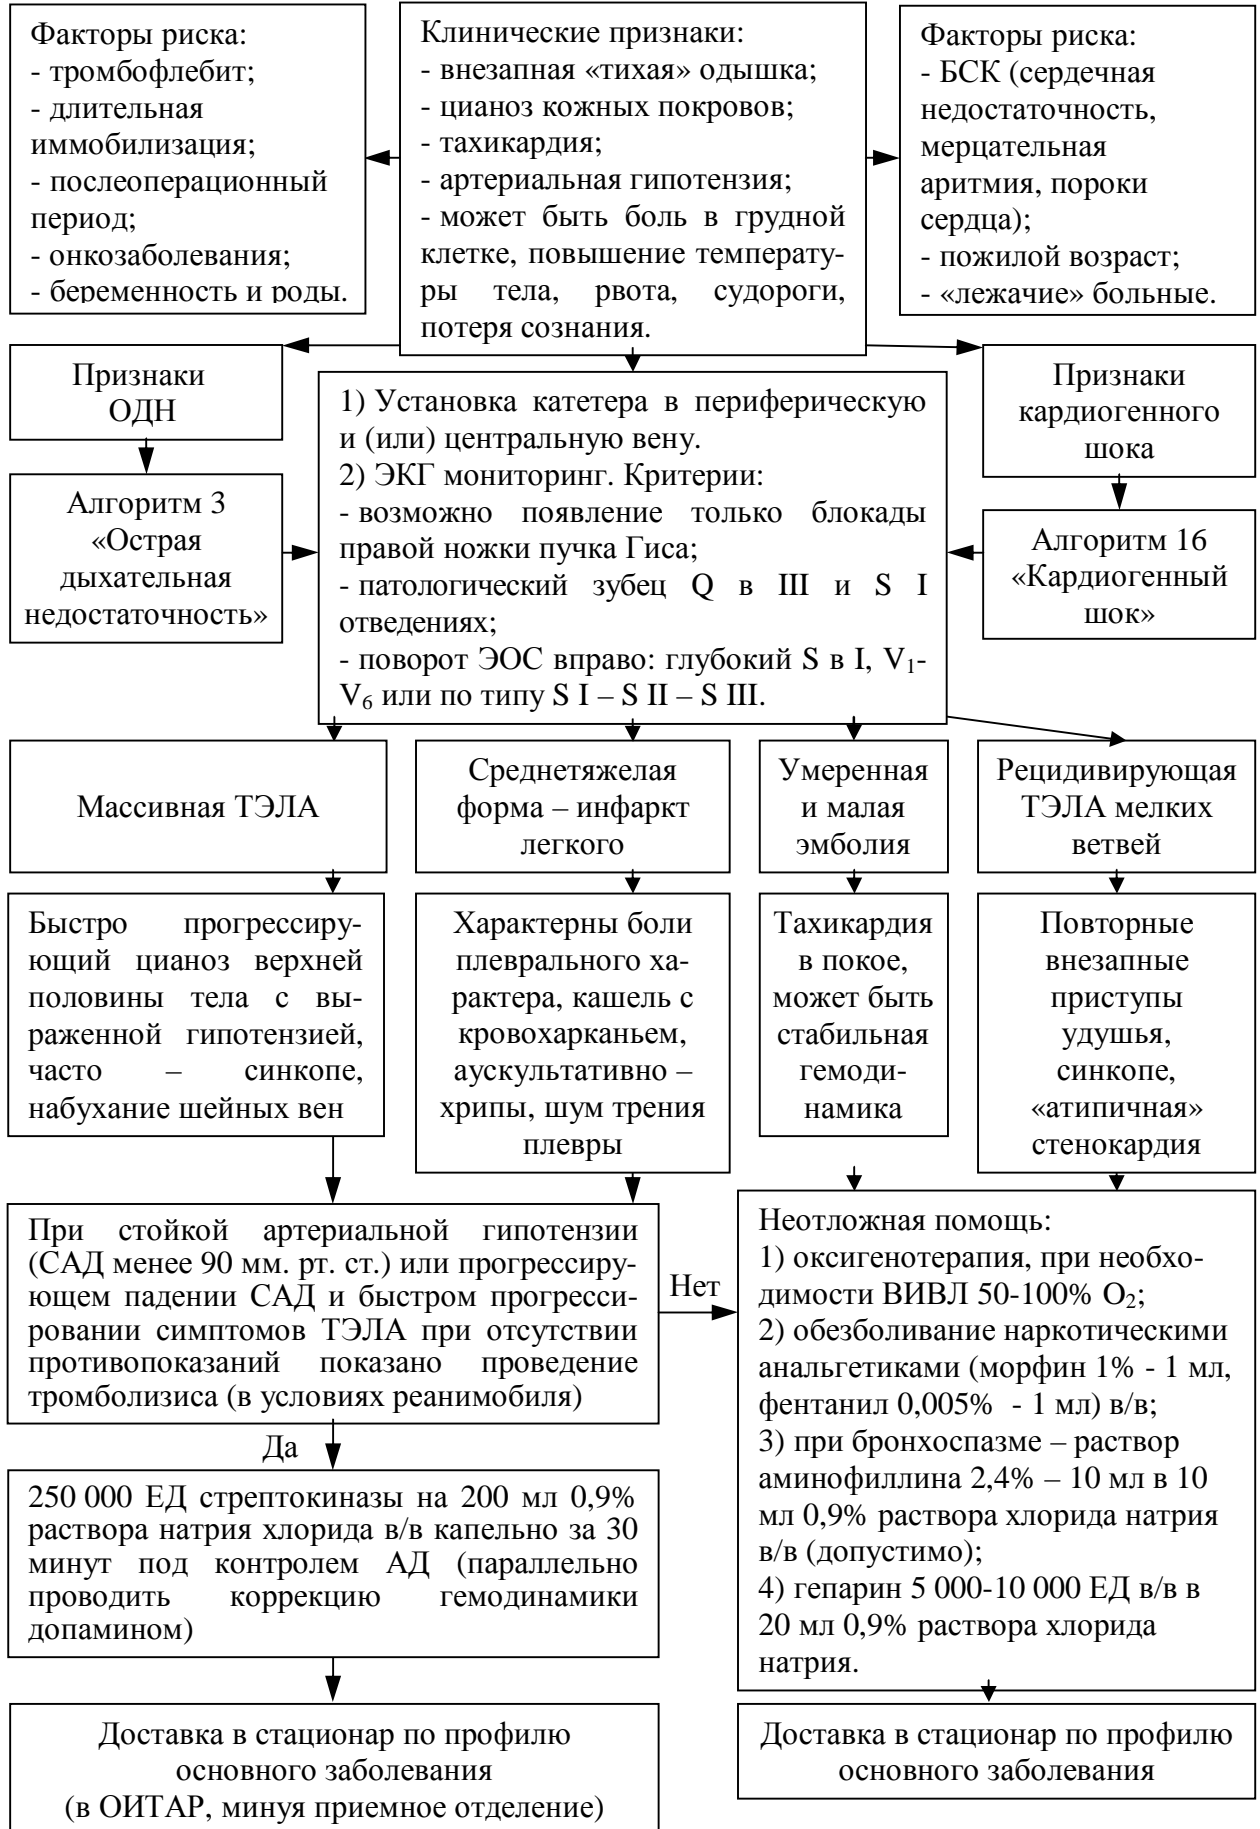 Факторы риска:
- тромбофлебит;
- длительная
иммобилизация;
- послеоперационный
период;
- онкозаболевания;
- беременность и роды.
Клинические признаки:
- внезапная «тихая» одышка;
- цианоз кожных покровов;
- тахикардия;
- артериальная гипотензия;
- может быть боль в грудной
клетке, повышение температу-
ры тела, рвота, судороги,
потеря сознания.
Факторы риска:
- БСК (сердечная
недостаточность,
мерцательная
аритмия, пороки
сердца);
- пожилой возраст;
- «лежачие» больные.
Признаки
ОДН
Алгоритм 3
«Острая
дыхательная
недостаточность»
1) Установка катетера в периферическую
и (или) центральную вену.
2) ЭКГ мониторинг. Критерии:
- возможно появление только блокады
правой ножки пучка Гиса;
- патологический зубец Q в III и S I
отведениях;
- поворот ЭОС вправо: глубокий S в I, V1-
V6 или по типу S I – S II – S III.
Признаки
кардиогенного
шока
Алгоритм 16
«Кардиогенный
шок»
Массивная ТЭЛА
Среднетяжелая
форма – инфаркт
легкого
Умеренная
и малая
эмболия
Рецидивирующая
ТЭЛА мелких
ветвей
Быстро прогрессиру-
ющий цианоз верхней
половины тела с вы-
раженной гипотензией,
часто – синкопе,
набухание шейных вен
Характерны боли
плеврального ха-
рактера, кашель с
кровохарканьем,
аускультативно –
хрипы, шум трения
плевры
Тахикардия
в покое,
может быть
стабильная
гемоди-
намика
Повторные
внезапные
приступы
удушья,
синкопе,
«атипичная»
стенокардия
При стойкой артериальной гипотензии
(САД менее 90 мм. рт. ст.) или прогрессиру-
ющем падении САД и быстром прогресси-
ровании симптомов ТЭЛА при отсутствии
противопоказаний показано проведение
тромболизиса (в условиях реанимобиля)
Нет
Да
250 000 ЕД стрептокиназы на 200 мл 0,9%
раствора натрия хлорида в/в капельно за 30
минут под контролем АД (параллельно
проводить коррекцию гемодинамики
допамином)
Доставка в стационар по профилю
основного заболевания
(в ОИТАР, минуя приемное отделение)
Неотложная помощь:
1) оксигенотерапия, при необхо-
димости ВИВЛ 50-100% O2;
2) обезболивание наркотическими
анальгетиками (морфин 1% - 1 мл,
фентанил 0,005% - 1 мл) в/в;
3) при бронхоспазме – раствор
аминофиллина 2,4% – 10 мл в 10
мл 0,9% раствора хлорида натрия
в/в (допустимо);
4) гепарин 5 000-10 000 ЕД в/в в
20 мл 0,9% раствора хлорида
натрия.
Доставка в стационар по профилю
основного заболевания